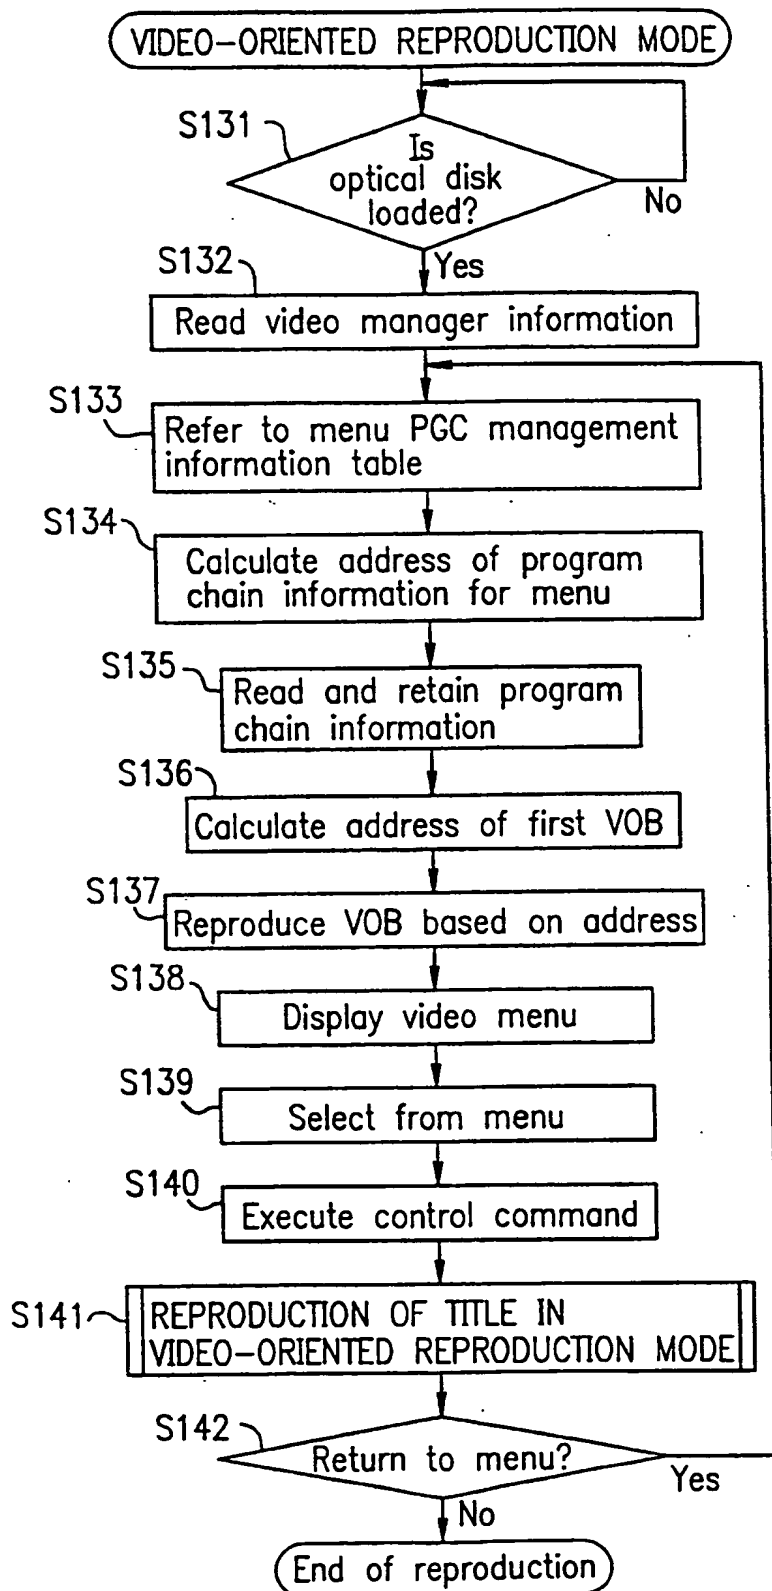 VIDEO-ORIENTED REPRODUCTION MODE
S131
Is
optical disk
loaded?
No
Yes
S132
Read video manager information
S133
Refer to menu PGC management
information table
S134
Calculate address of program
chain information for menu
S135
Read and retain program
chain information
S136
Calculate address of first VOB
S137
Reproduce VOB based on address
S138
Display video menu
S139
Select from menu
S140
Execute control command
S141
REPRODUCTION OF TITLE IN
VIDEO-ORIENTED REPRODUCTION MODE
S142
Return to menu?
Yes
No
End of reproduction